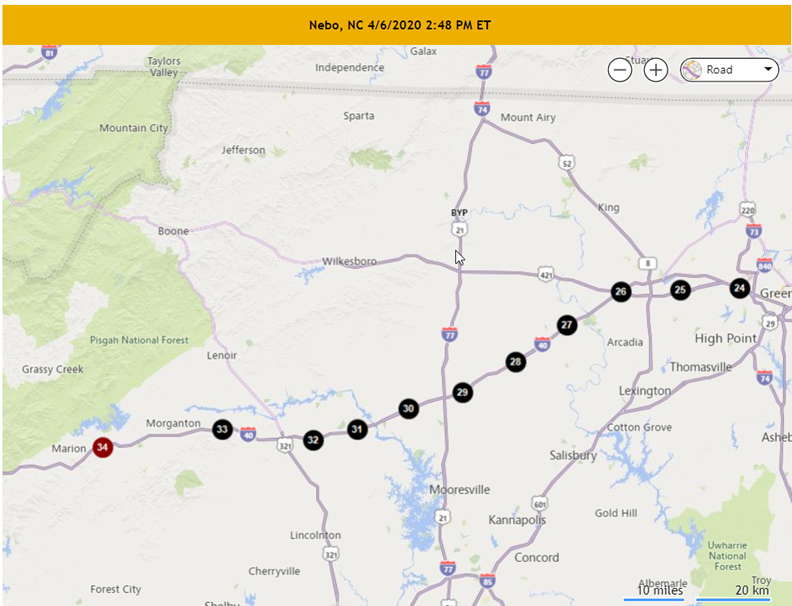 Nebo, NC 4/6/2020 2:48 PM ET
81
Taylors
Valley
Independence
Galax
77
Road
74
Mount Airy
Sparta
Mountain City
Jefferson
52
BYP
21
King
220
73
Boone
Wilkesboro
421
8
840
26
25
24
Green
27
29
Pisgah National Forest
77
40
Arcadia
High Point
Lenoir
28
Grassy Creek
Thomasville
74
29
Lexington
30
Morganton
33
40
31
Cotton Grove
Marion
34
321
32
Asheb
Salisbury
Mooresville
21
Kannapolis
601
Gold Hill
Lincolnton
321
Concord
Uwharrie
National
Forest
Cherryville
77
85
Forest City
Albemarle
Troy
10 miles
20 km
Shelby